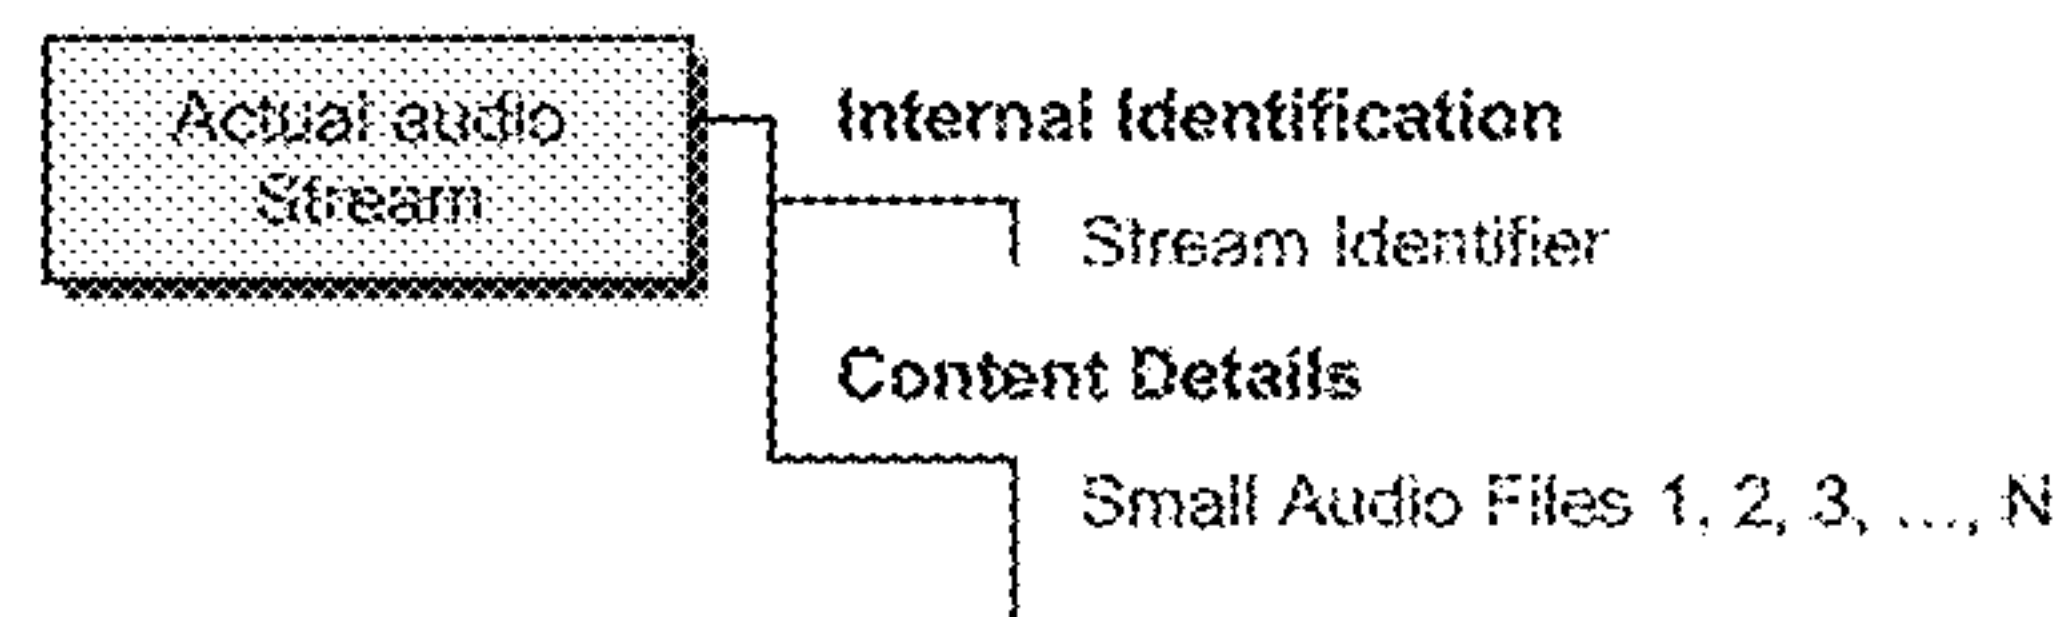 Actual audio
Stream
Internal Identification
Stream Identifier
Content Details
Small Audio Files 1, 2, 3, ..., N